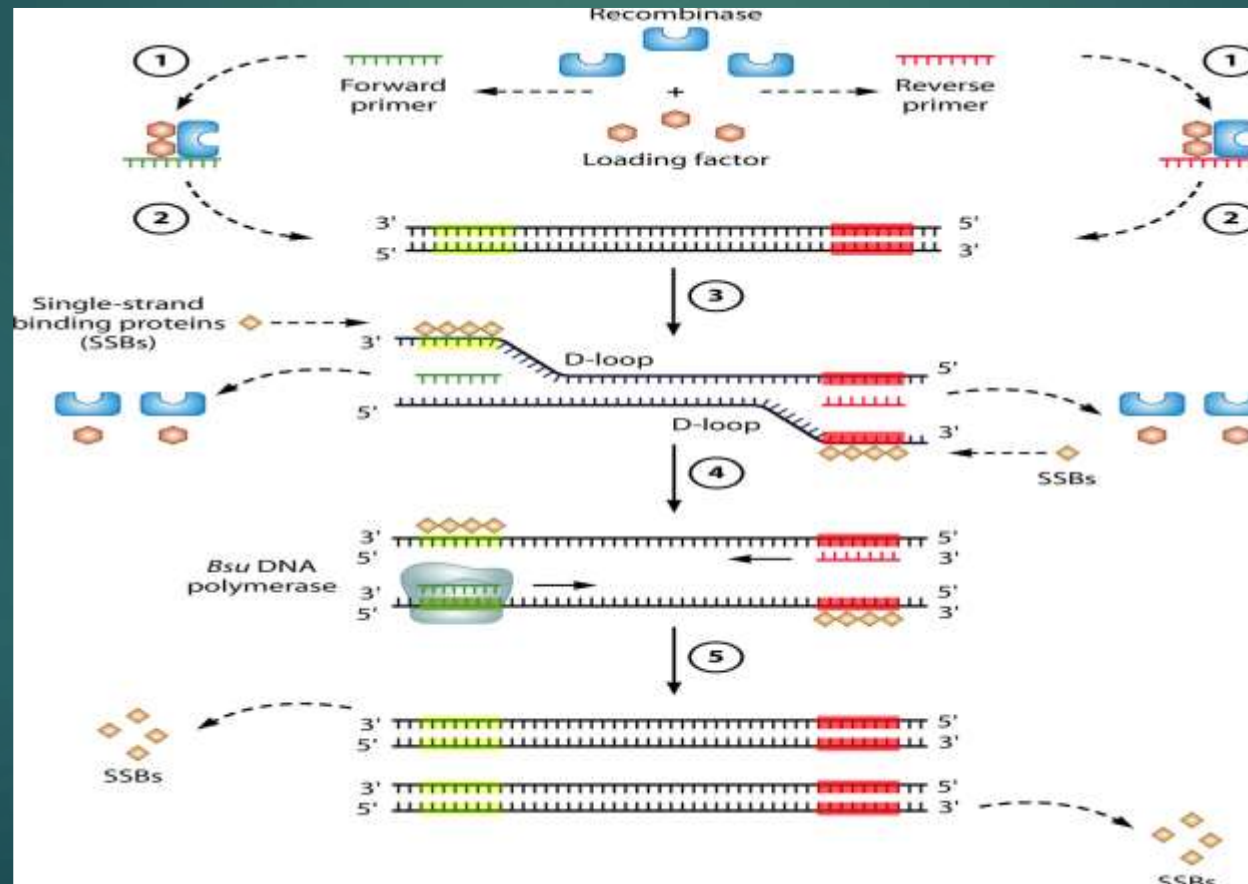 Recombinase
1
1
Forward
primer
+
Reverse
primer
Loading factor
2
2
3'
5'
5'
3'
3
Single-strand
binding proteins
(SSBs)
3'
D-loop
5'
5'
D-loop
3'
SSBs
4
3'
5'
5'
3'
Bsu DNA
polymerase
3'
5'
5'
3'
5
3'
5'
5'
3'
SSBs
3'
5'
5'
3'
SSBs